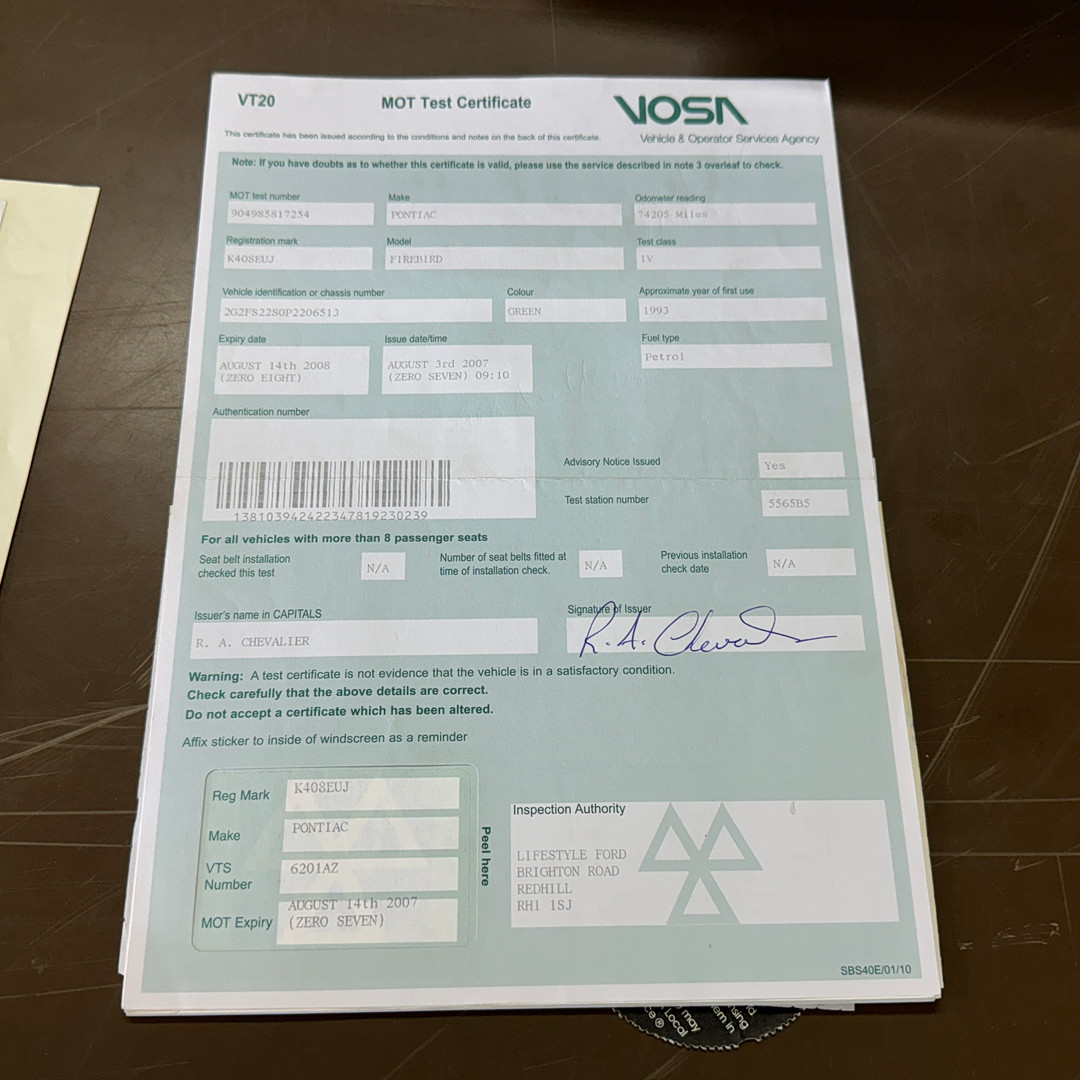 VT20
MOT Test Certificate
VOSA
Vehicle & Operator Services Agency
This certificate has been issued according to the conditions and notes on the back of this certificate.
Note: If you have doubts as to whether this certificate is valid, please use the service described in note 3 overleaf to check.
MOT test number
904985817254
Make
PONTIAC
Odometer reading
74205 Miles
Registration mark
K408EUJ
Model
FIREBIRD
Test class
IV
Vehicle identification or chassis number
2G2FS22S0P2206513
Colour
GREEN
Approximate year of first use
1993
Expiry date
AUGUST 14th 2008
(ZERO EIGHT)
Issue date/time
AUGUST 3rd 2007
(ZERO SEVEN) 09:10
Fuel type
Petrol
Authentication number
138103942422347819230239
Advisory Notice Issued
Yes
Test station number
5565B5
For all vehicles with more than 8 passenger seats
Seat belt installation
checked this test
N/A
Number of seat belts fitted at
time of installation check.
N/A
Previous installation
check date
N/A
Issuer's name in CAPITALS
R. A. CHEVALIER
Signature of Issuer
Warning: A test certificate is not evidence that the vehicle is in a satisfactory condition.
Check carefully that the above details are correct.
Do not accept a certificate which has been altered.
Affix sticker to inside of windscreen as a reminder
Reg Mark
K408EUJ
Make
PONTIAC
VTS
Number
6201AZ
MOT Expiry
AUGUST 14th 2007
(ZERO SEVEN)
Peel here
Inspection Authority
LIFESTYLE FORD
BRIGHTON ROAD
REDHILL
RH1 1SJ
SBS40E/01/10
Local
may
em in